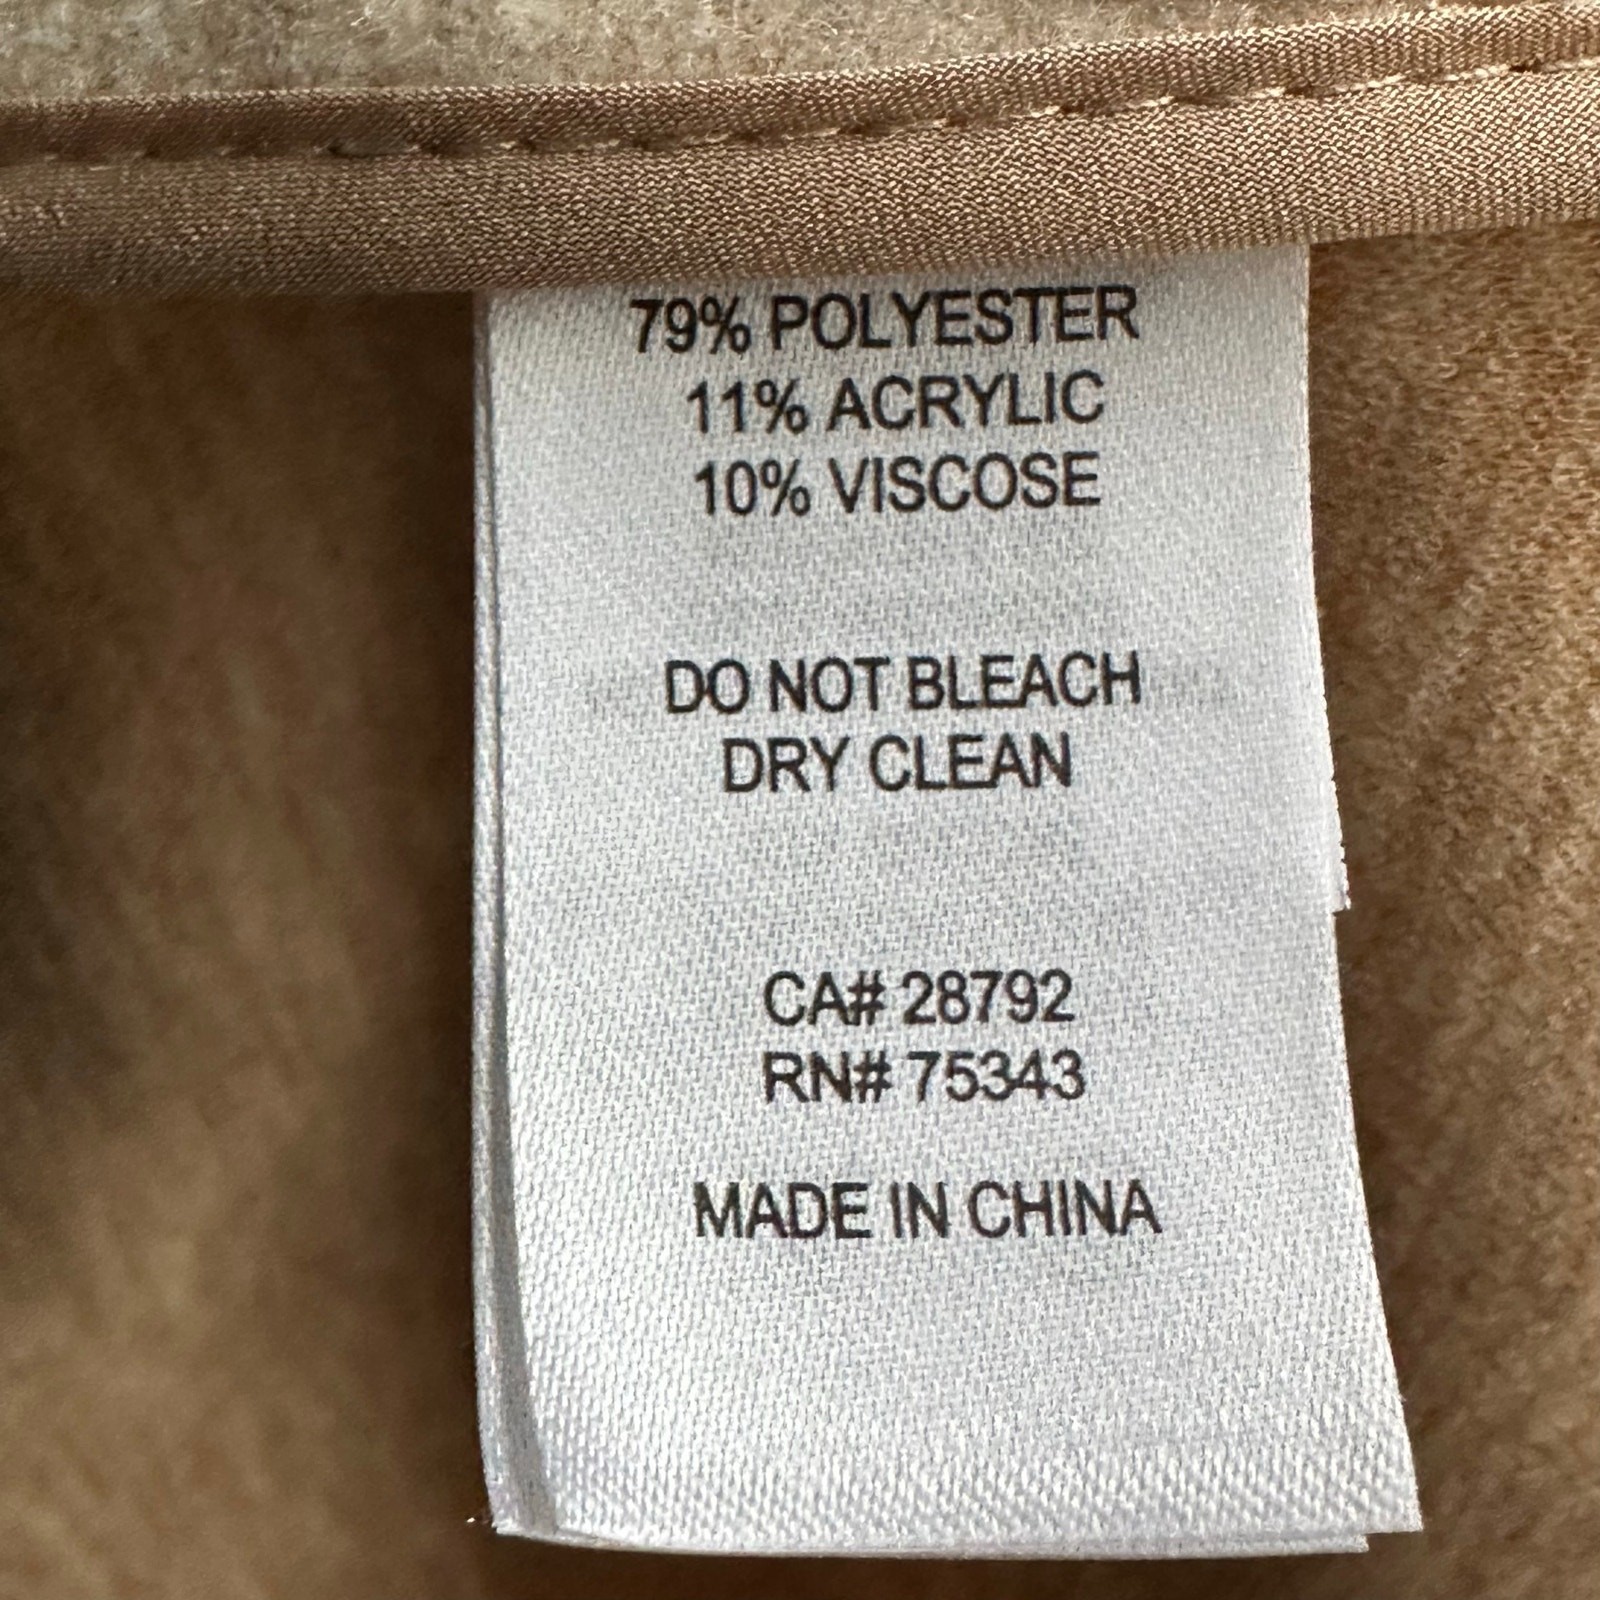 79% POLYESTER
11% ACRYLIC
10% VISCOSE
DO NOT BLEACH
DRY CLEAN
CA# 28792
RN# 75343
MADE IN CHINA